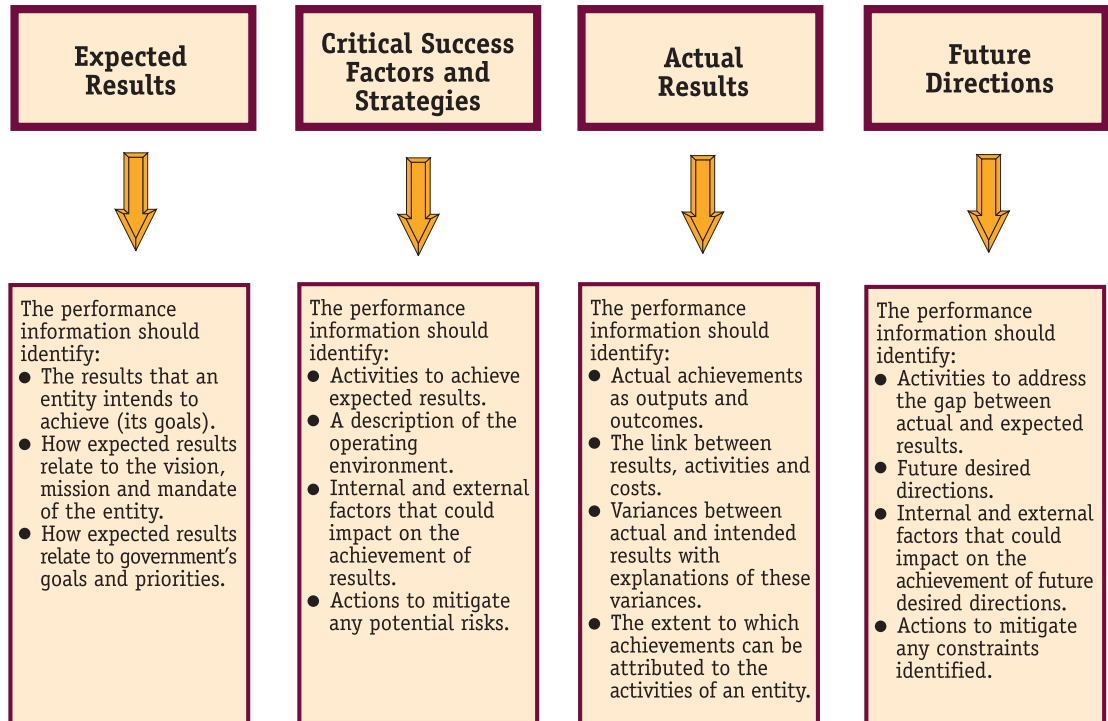 Expected
Results
Critical Success
Factors and
Strategies
Actual
Results
Future
Directions
The performance
information should
identify:
● The results that an
entity intends to
achieve (its goals).
● How expected results
relate to the vision,
mission and mandate
of the entity.
● How expected results
relate to government's
goals and priorities.
The performance
information should
identify:
● Activities to achieve
expected results.
● A description of the
operating
environment.
● Internal and external
factors that could
impact on the
achievement of
results.
● Actions to mitigate
any potential risks.
The performance
information should
identify:
● Actual achievements
as outputs and
outcomes.
● The link between
results, activities and
costs.
● Variances between
actual and intended
results with
explanations of these
variances.
● The extent to which
achievements can be
attributed to the
activities of an entity.
The performance
information should
identify:
● Activities to address
the gap between
actual and expected
results.
● Future desired
directions.
● Internal and external
factors that could
impact on the
achievement of future
desired directions.
● Actions to mitigate
any constraints
identified.